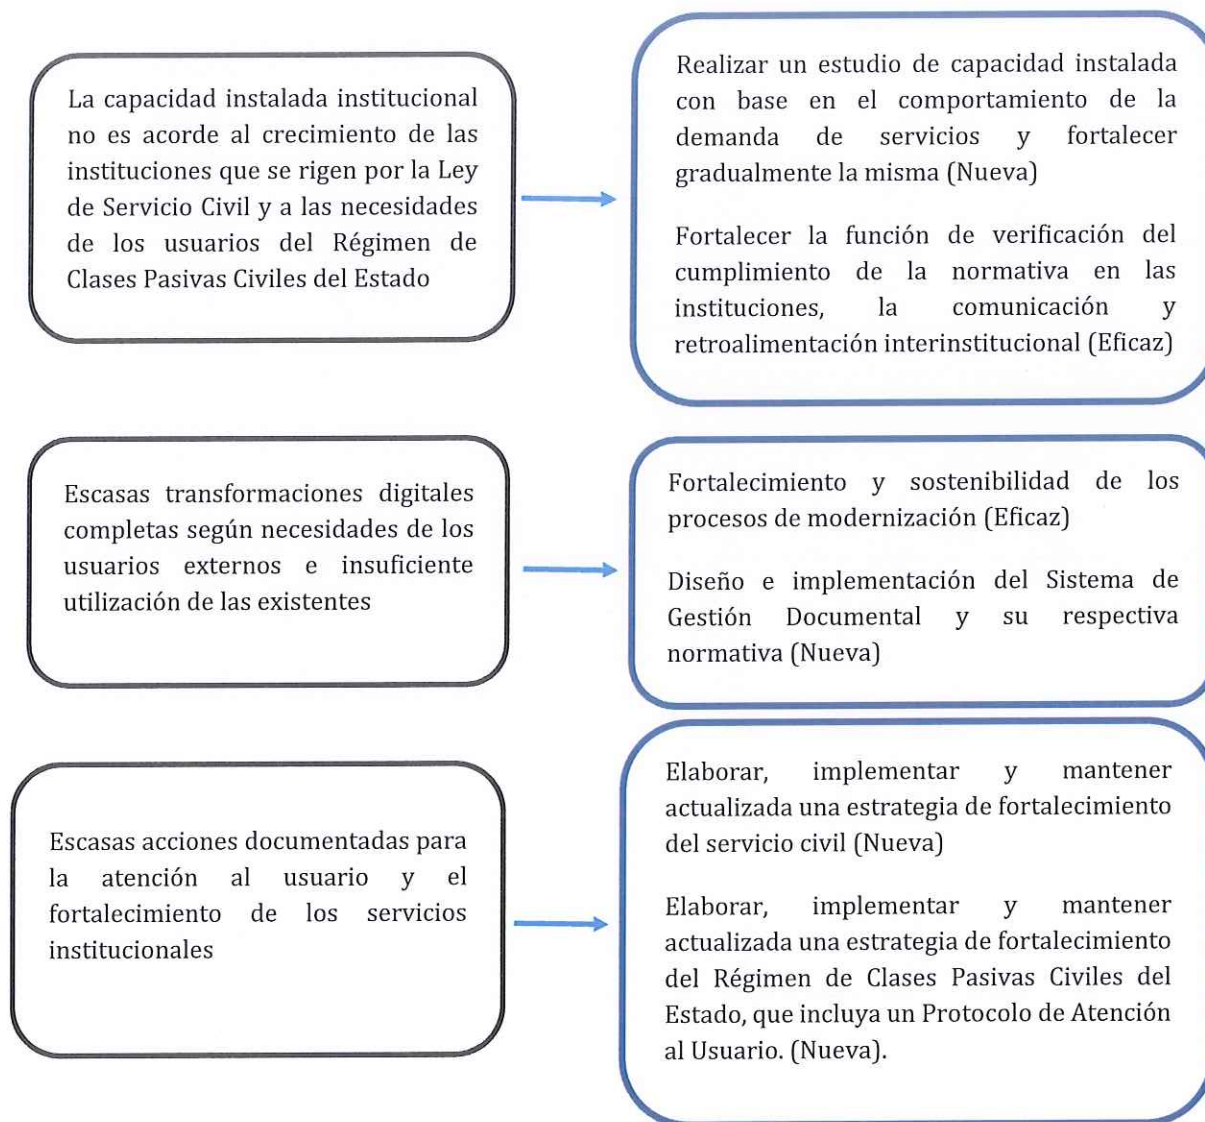 La capacidad instalada institucional
no es acorde al crecimiento de las
instituciones que se rigen por la Ley
de Servicio Civil y a las necesidades
de los usuarios del Régimen de
Clases Pasivas Civiles del Estado
Realizar un estudio de capacidad instalada
con base en el comportamiento de la
demanda de servicios y fortalecer
gradualmente la misma (Nueva)
Fortalecer la función de verificación del
cumplimiento de la normativa en las
instituciones, la comunicación y
retroalimentación interinstitucional (Eficaz)
Escasas transformaciones digitales
completas según necesidades de los
usuarios externos e insuficiente
utilización de las existentes
Fortalecimiento y sostenibilidad de los
procesos de modernización (Eficaz)
Diseño e implementación del Sistema de
Gestión Documental y su respectiva
normativa (Nueva)
Escasas acciones documentadas para
la atención al usuario y el
fortalecimiento de los servicios
institucionales
Elaborar, implementar y mantener
actualizada una estrategia de fortalecimiento
del servicio civil (Nueva)
Elaborar, implementar y mantener
actualizada una estrategia de fortalecimiento
del Régimen de Clases Pasivas Civiles del
Estado, que incluya un Protocolo de Atención
al Usuario. (Nueva).